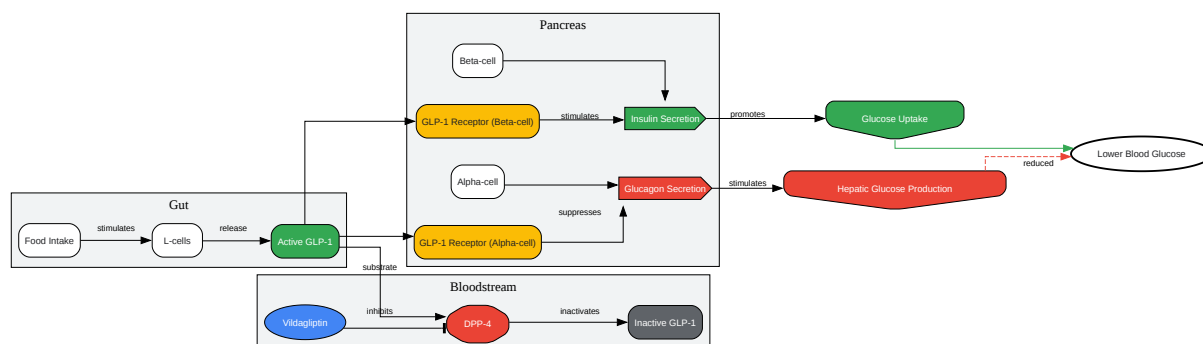 Pancreas
Beta-cell
GLP-1 Receptor (Beta-cell)
stimulates
Insulin Secretion
promotes
Glucose Uptake
Lower Blood Glucose
reduced
Alpha-cell
Glucagon Secretion
stimulates
Hepatic Glucose Production
suppresses
GLP-1 Receptor (Alpha-cell)
Gut
Food Intake
stimulates
L-cells
release
Active GLP-1
substrate
Bloodstream
Vildagliptin
inhibits
DPP-4
inactivates
Inactive GLP-1